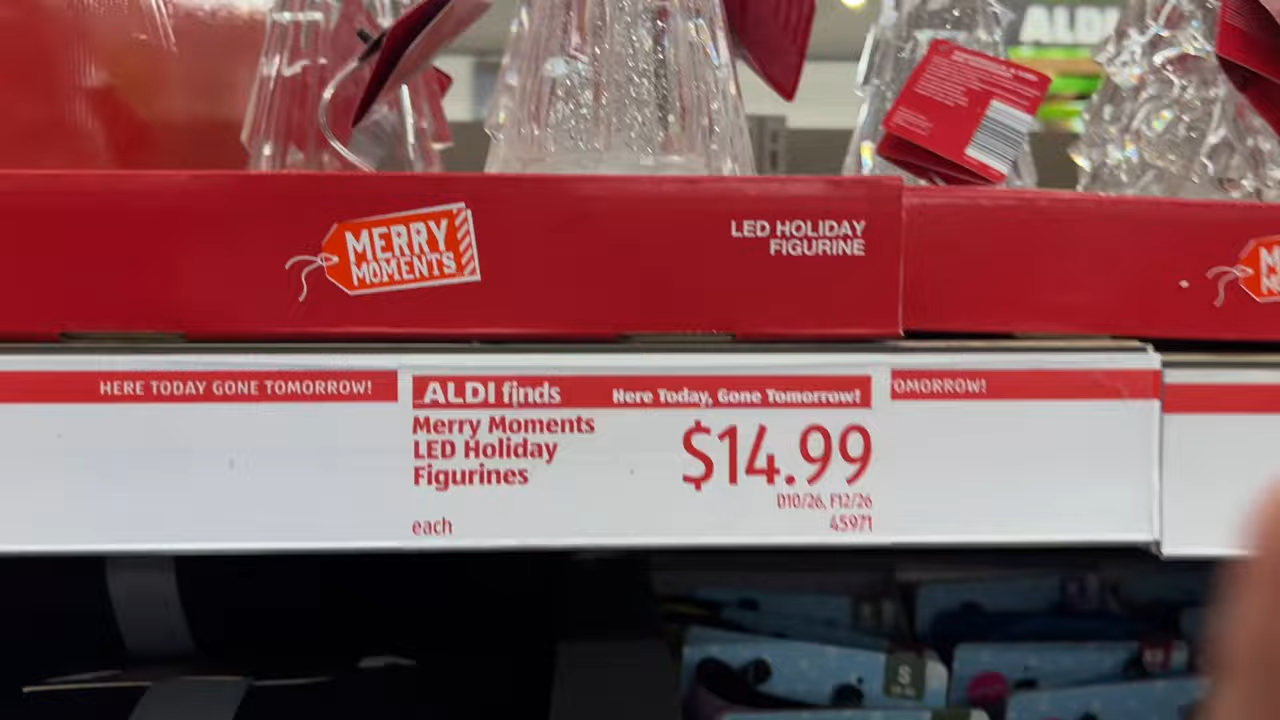 ALDI
MERRY
MOMENTS
LED HOLIDAY
FIGURINE
HERE TODAY GONE TOMORROW!
ALDI finds
Here Today, Gone Tomorrow!
OMORROW!
Merry Moments
LED Holiday
Figurines
$14.99
D10/26, F12/26
45971
each
S